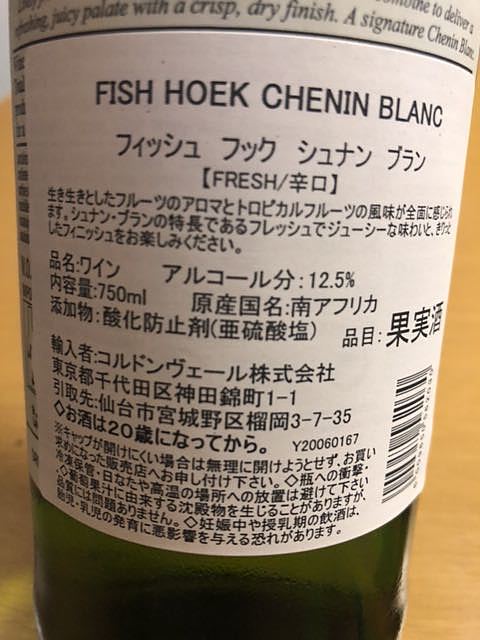 combine to deliver a
refreshing, juicy palate with a crisp, dry finish. A signature Chenin Blanc.
FISH HOEK CHENIN BLANC
フィッシュ フック シュナン ブラン
【FRESH/辛口】
生き生きとしたフルーツのアロマとトロピカルフルーツの風味が全面に感じられ
ます。シュナン・ブランの特長であるフレッシュでジューシーな味わいと、きりっと
したフィニッシュをお楽しみください。
品名:ワイン アルコール分:12.5%
内容量:750ml 原産国名:南アフリカ
添加物:酸化防止剤(亜硫酸塩) 品目:果実酒
輸入者:コルドンヴェール株式会社
東京都千代田区神田錦町1-1
引取先:仙台市宮城野区榴岡3-7-35
◇お酒は20歳になってから。 Y20060167
※キャップが開けにくい場合は無理に開けようとせず、お買い
求めになった販売店へお申し付け下さい。◇瓶への衝撃・
冷凍保管・日なたや高温の場所への放置は避けて下さい
。◇葡萄果汁に由来する沈殿物を生じることがありますが、
品質には問題ありません。◇妊娠中や授乳期の飲酒は、
胎児・乳児の発育に悪影響を与える恐れがあります。